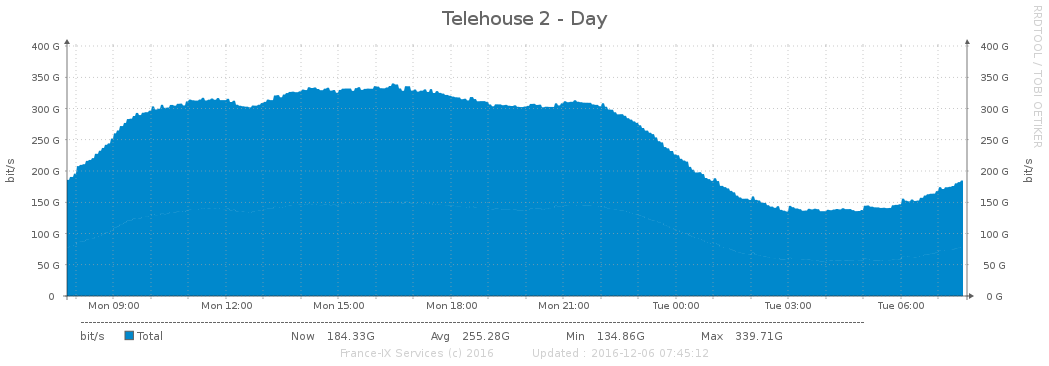 Telehouse 2 - Day
RRDTOOL / TOBI OETIKER
bit/s
400 G 400 G
350 G 350 G
300 G 300 G
250 G 250 G
200 G 200 G
150 G 150 G
100 G 100 G
50 G 50 G
0 0 G
bit/s
Mon 09:00 Mon 12:00 Mon 15:00 Mon 18:00 Mon 21:00 Tue 00:00 Tue 03:00 Tue 06:00
bit/s Total Now 184.33G Avg 255.28G Min 134.86G Max 339.71G
France-IX Services (c) 2016 Updated : 2016-12-06 07:45:12